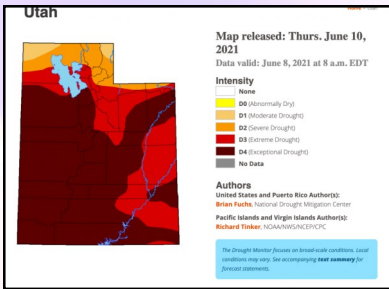 Utah
Map released: Thurs. June 10,
2021
Data valid: June 8, 2021 at 8 a.m. EDT
Intensity
None
D0 (Abnormally Dry)
D1 (Moderate Drought)
D2 (Severe Drought)
D3 (Extreme Drought)
D4 (Exceptional Drought)
No Data
Authors
United States and Puerto Rico Author(s):
Brian Fuchs, National Drought Mitigation Center
Pacific Islands and Virgin Islands Author(s):
Richard Tinker, NOAA/NWS/NCEP/CPC
The Drought Monitor focuses on broad-scale conditions. Local
conditions may vary. See accompanying text summary for
forecast statements.